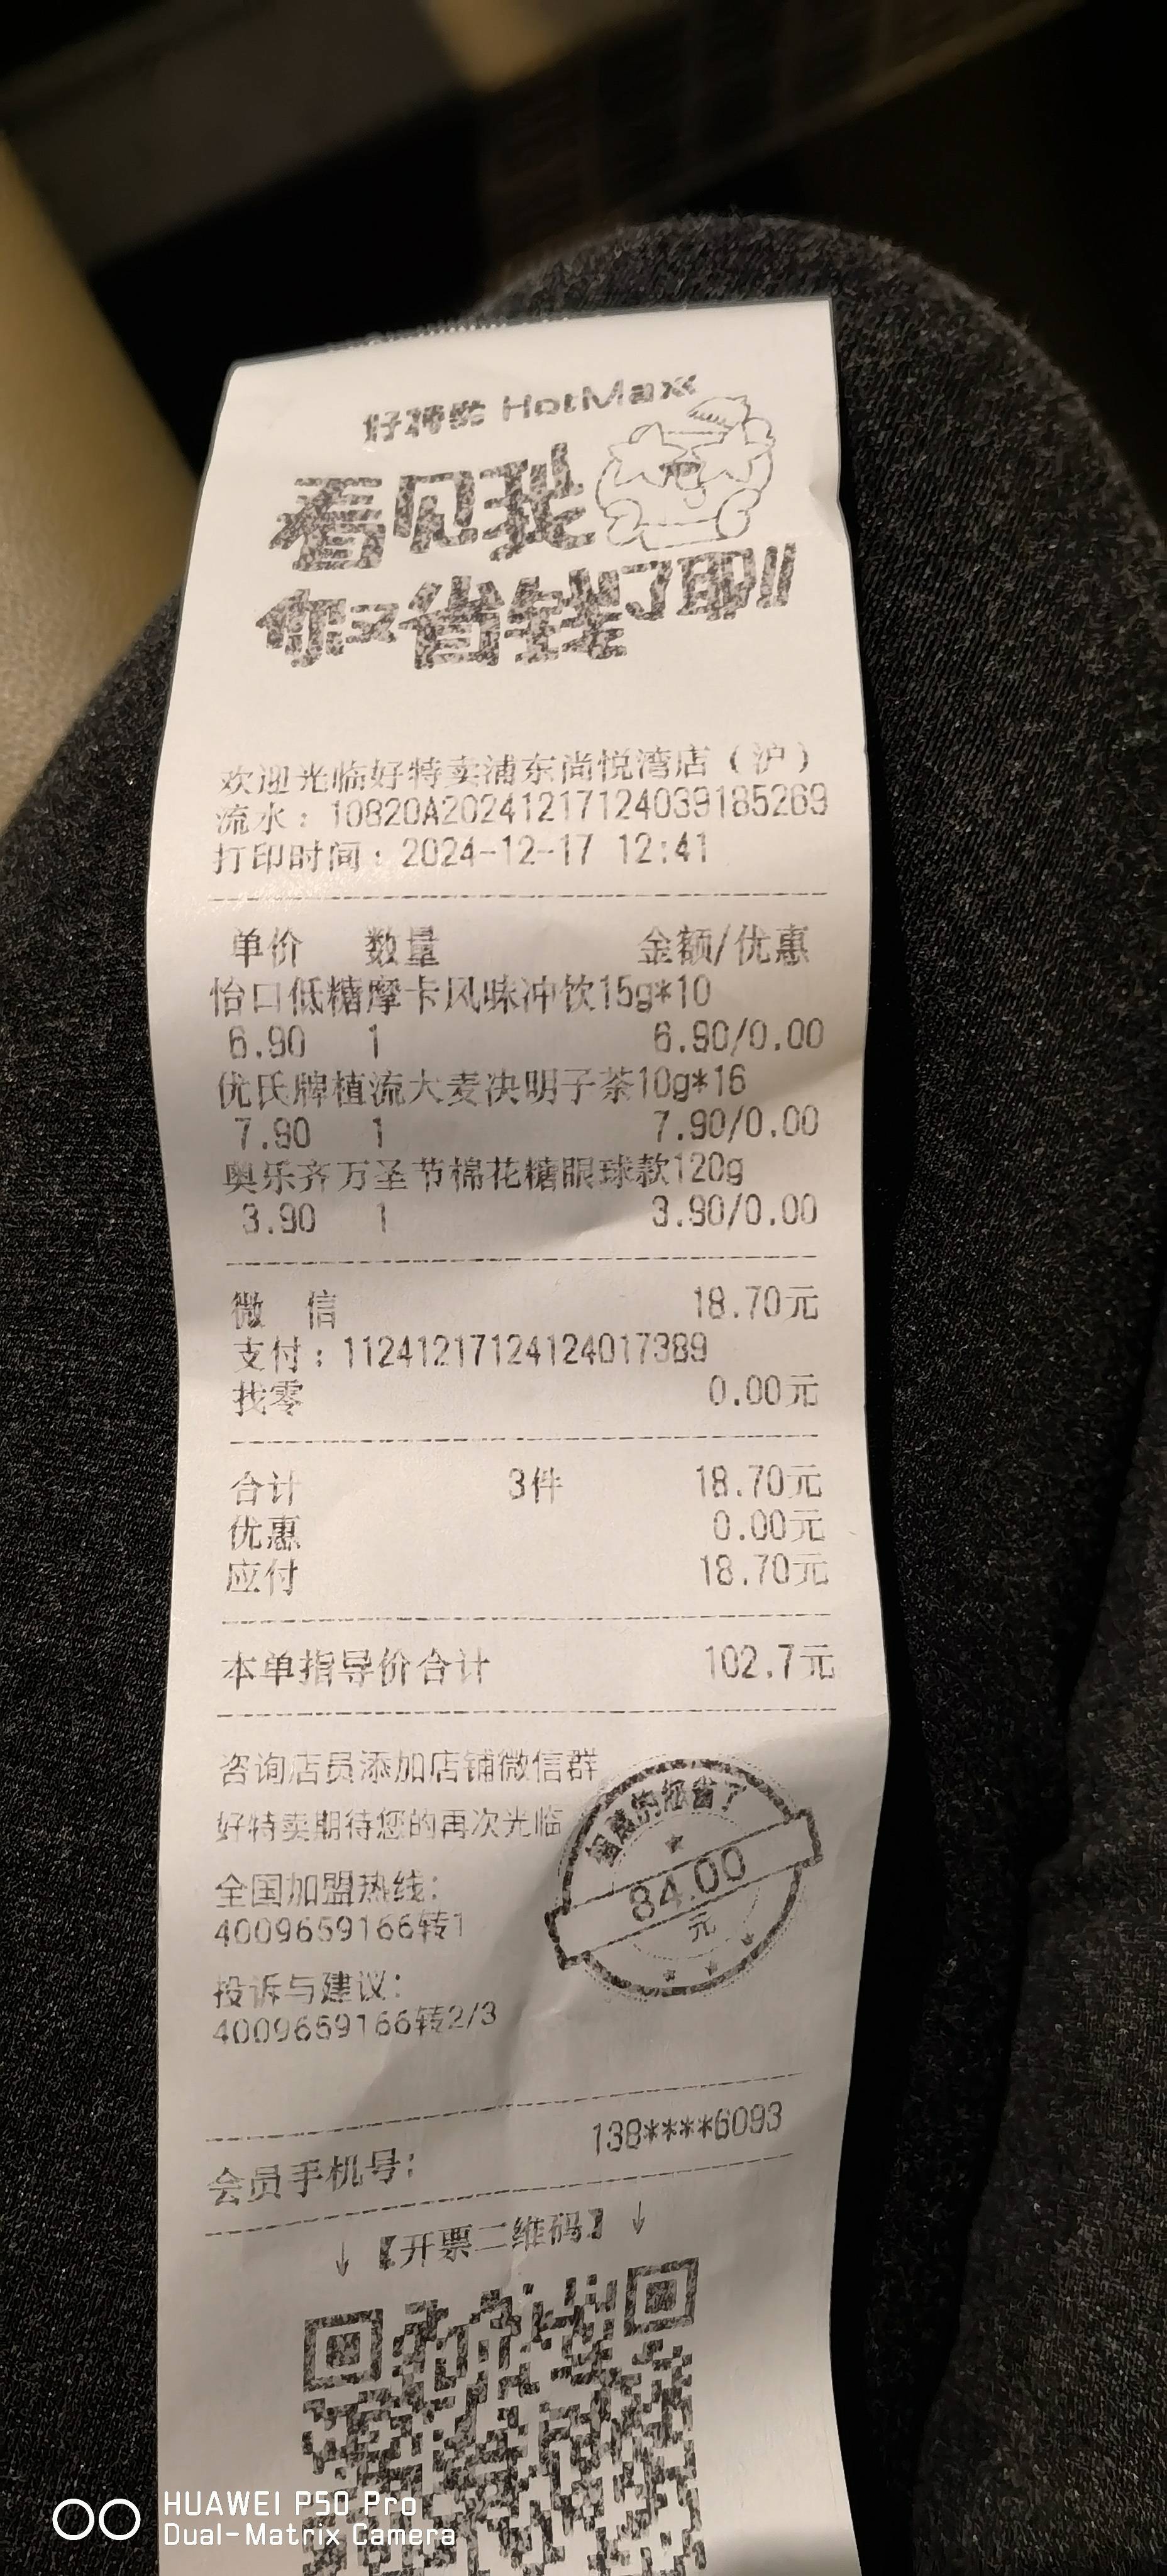 好特卖 HotMaxx
看见我
你又省钱了耶!!
欢迎光临好特卖浦东尚悦湾店（沪）
流水：10820A20241217124039185269
打印时间：2024-12-17 12:41
单价 数量 金额/优惠
怡口低糖摩卡风味冲饮15g*10
6.90 1 6.90/0.00
优氏牌植流大麦决明子茶10g*16
7.90 1 7.90/0.00
奥乐齐万圣节棉花糖眼球款120g
3.90 1 3.90/0.00
微 信 18.70元
支付：11241217124124017389
找零 0.00元
合计 3件 18.70元
优惠 0.00元
应付 18.70元
本单指导价合计 102.7元
咨询店员添加店铺微信群
好特卖期待您的再次光临
省了
84.00
元
全国加盟热线：
4009659166转1
投诉与建议：
4009659166转2/3
会员手机号： 138****6093
↓【开票二维码】↓
HUAWEI P50 Pro
Dual-Matrix Camera